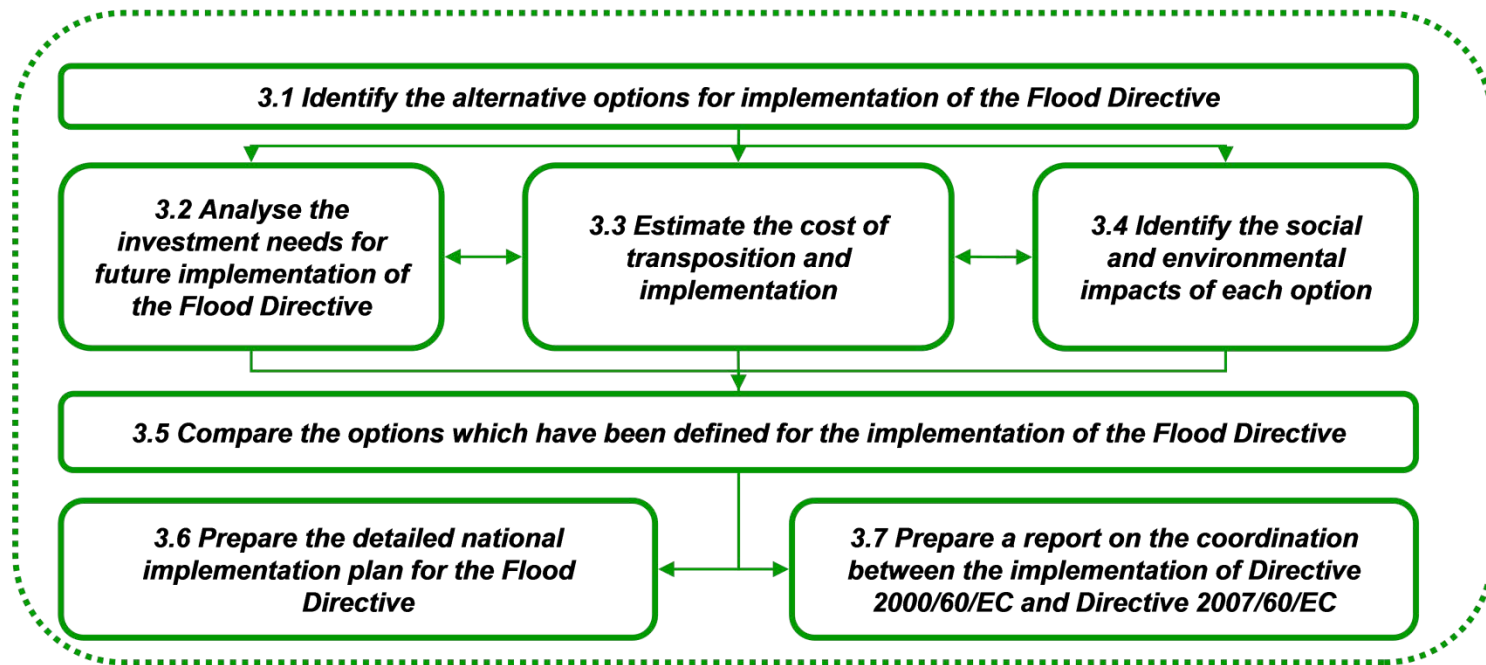 3.1 Identify the alternative options for implementation of the Flood Directive
3.2 Analyse the
investment needs for
future implementation of
the Flood Directive
3.3 Estimate the cost of
transposition and
implementation
3.4 Identify the social
and environmental
impacts of each option
3.5 Compare the options which have been defined for the implementation of the Flood Directive
3.6 Prepare the detailed national
implementation plan for the Flood
Directive
3.7 Prepare a report on the coordination
between the implementation of Directive
2000/60/EC and Directive 2007/60/EC